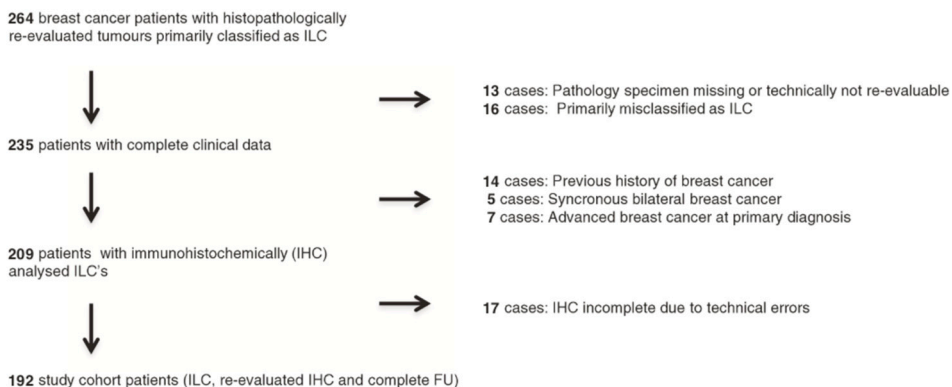 264 breast cancer patients with histopathologically
re-evaluated tumours primarily classified as ILC
13 cases: Pathology specimen missing or technically not re-evaluable
16 cases: Primarily misclassified as ILC
235 patients with complete clinical data
14 cases: Previous history of breast cancer
5 cases: Syncronous bilateral breast cancer
7 cases: Advanced breast cancer at primary diagnosis
209 patients with immunohistochemically (IHC)
analysed ILC's
17 cases: IHC incomplete due to technical errors
192 study cohort patients (ILC, re-evaluated IHC and complete FU)